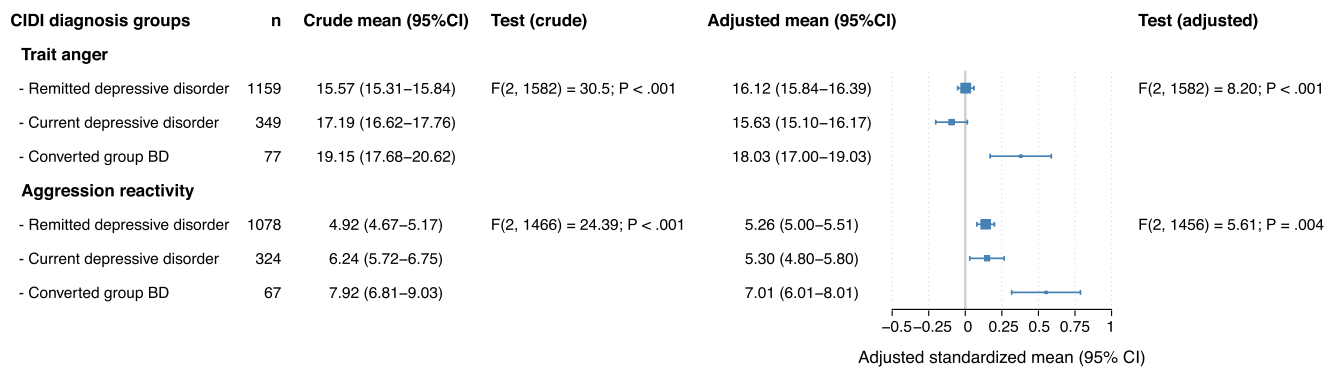 CIDI diagnosis groups n Crude mean (95%CI) Test (crude) Adjusted mean (95%CI) Test (adjusted)
Trait anger
- Remitted depressive disorder 1159 15.57 (15.31–15.84) F(2, 1582) = 30.5; P < .001 16.12 (15.84–16.39) F(2, 1582) = 8.20; P < .001
- Current depressive disorder 349 17.19 (16.62–17.76) 15.63 (15.10–16.17)
- Converted group BD 77 19.15 (17.68–20.62) 18.03 (17.00–19.03)
Aggression reactivity
- Remitted depressive disorder 1078 4.92 (4.67–5.17) F(2, 1466) = 24.39; P < .001 5.26 (5.00–5.51) F(2, 1456) = 5.61; P = .004
- Current depressive disorder 324 6.24 (5.72–6.75) 5.30 (4.80–5.80)
- Converted group BD 67 7.92 (6.81–9.03) 7.01 (6.01–8.01)
−0.5 −0.25 0 0.25 0.5 0.75 1
Adjusted standardized mean (95% CI)